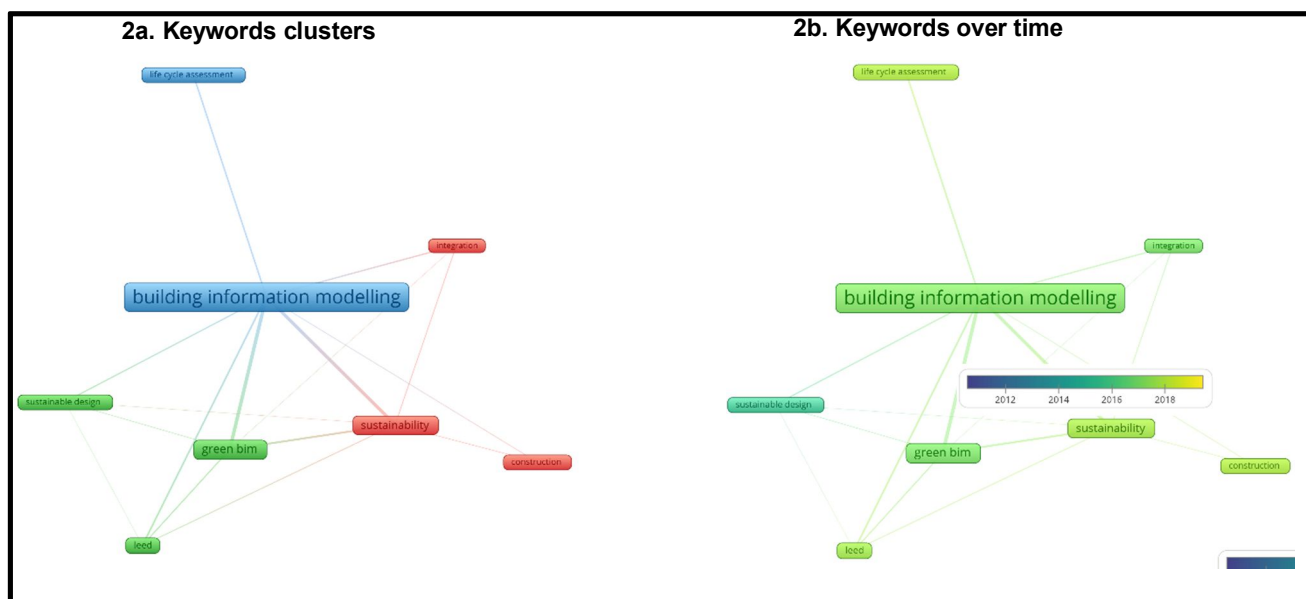 2a. Keywords clusters
life cycle assessment
integration
building information modelling
sustainable design
sustainability
green bim
construction
leed
2b. Keywords over time
life cycle assessment
integration
building information modelling
2012 2014 2016 2018
sustainable design
sustainability
green bim
construction
leed